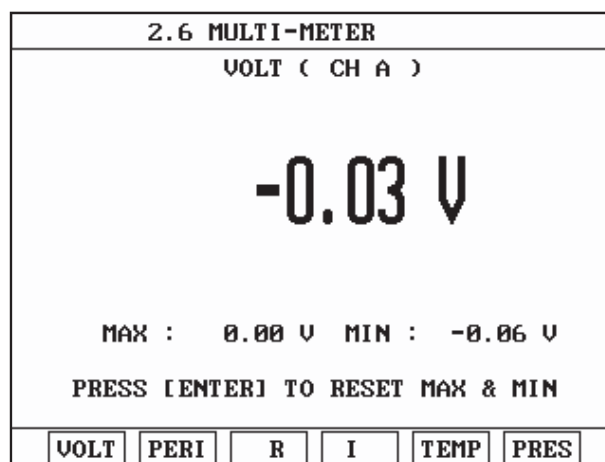 2.6 MULTI-METER
VOLT ( CH A )
-0.03 V
MAX : 0.00 V MIN : -0.06 V
PRESS [ENTER] TO RESET MAX & MIN
VOLT PERI R I TEMP PRES